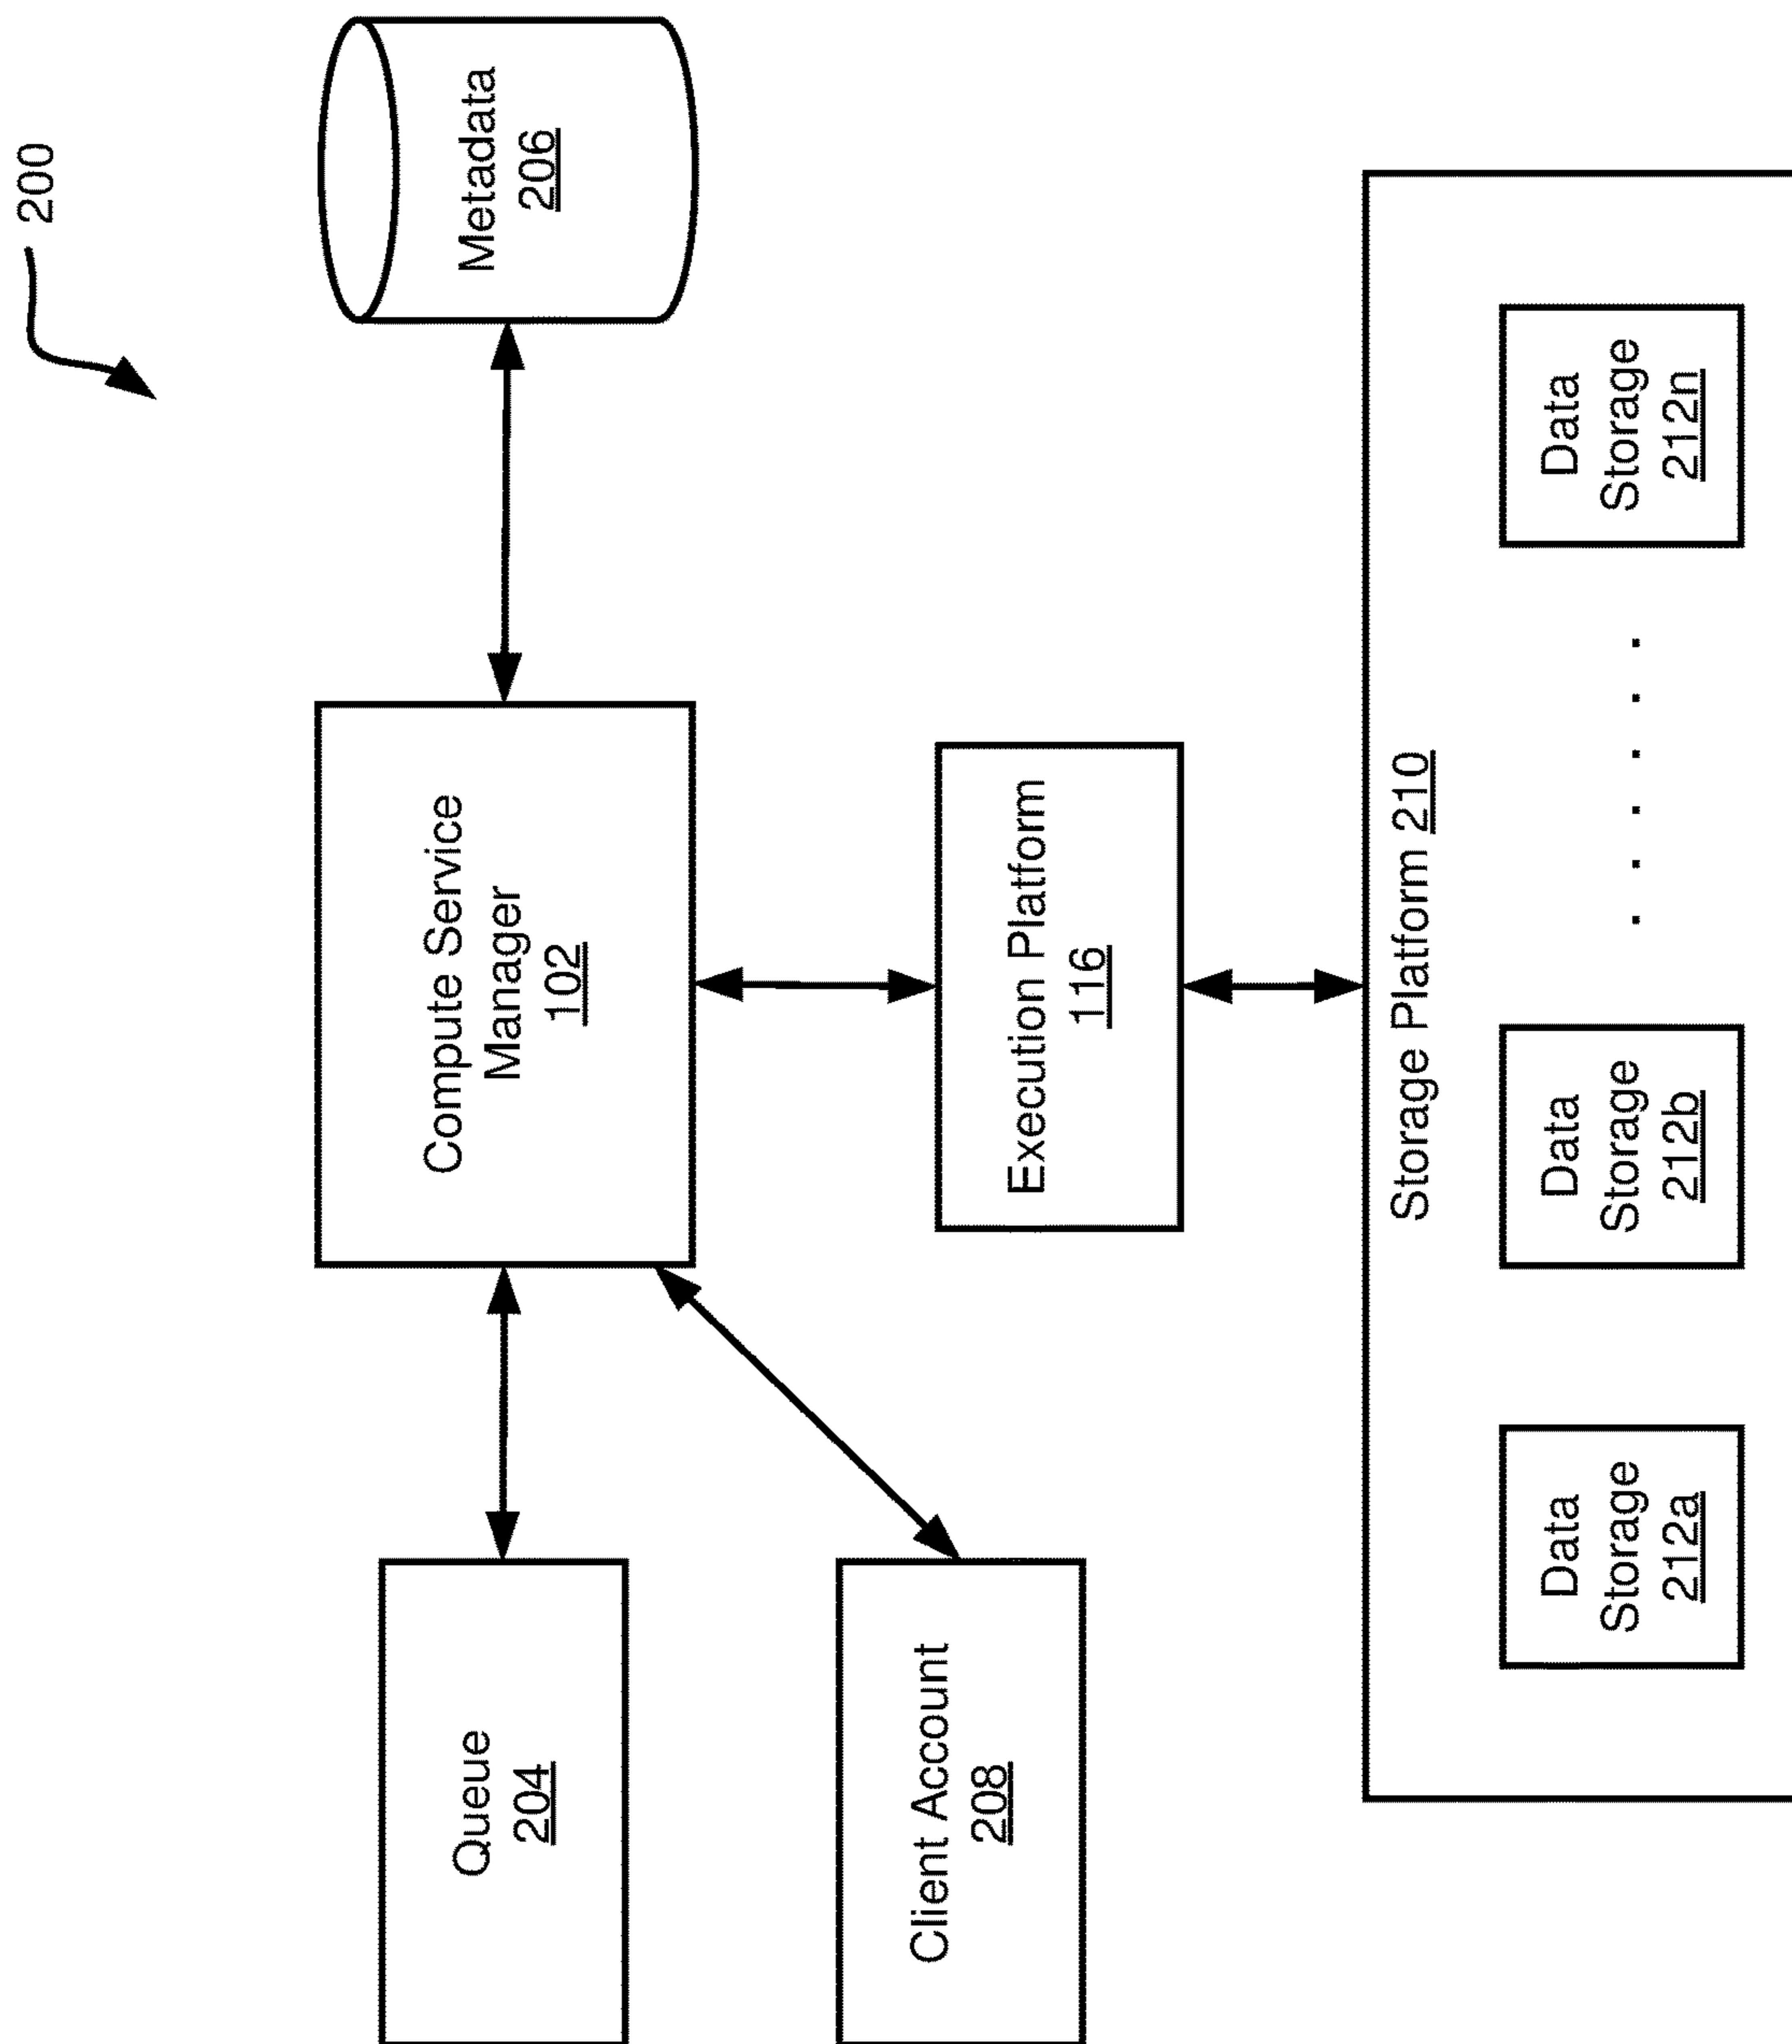 200
Queue
204
Compute Service
Manager
102
Metadata
206
Client Account
208
Execution Platform
116
Storage Platform 210
Data
Storage
212a
Data
Storage
212b
. . . . . .
Data
Storage
212n